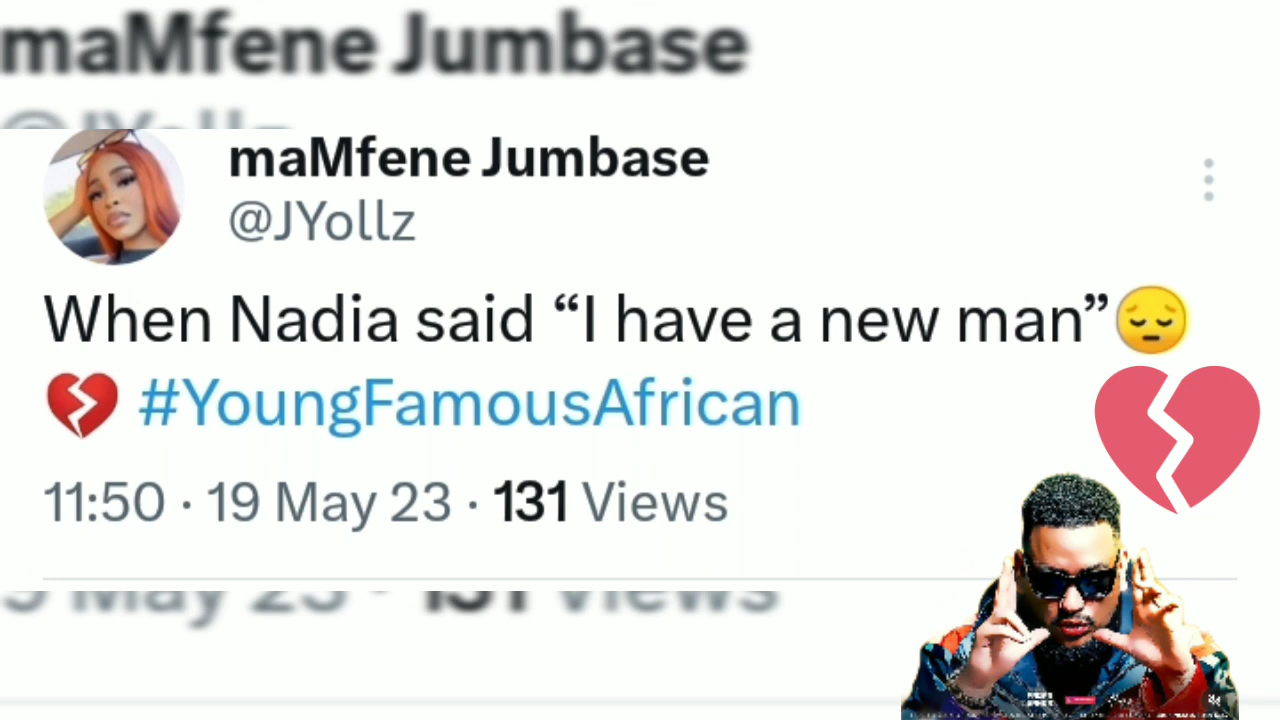 maMfene Jumbase
maMfene Jumbase
@JYollz
When Nadia said “I have a new man”😔
💔 #YoungFamousAfrican
11:50 · 19 May 23 · 131 Views